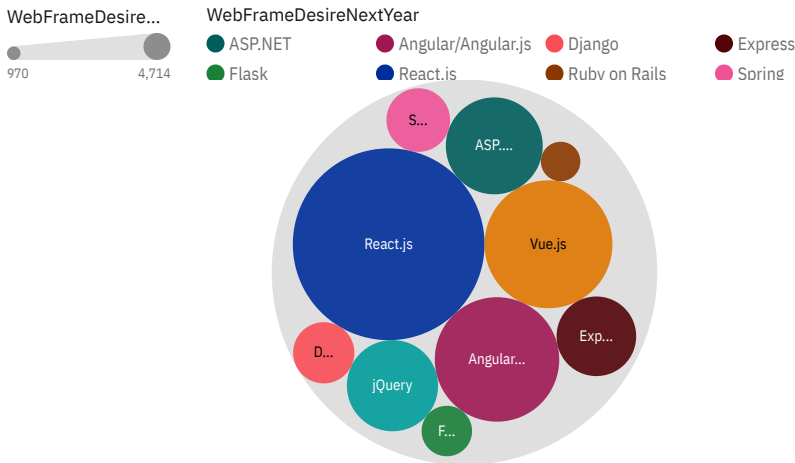 WebFrameDesire...
970 4,714
WebFrameDesireNextYear
ASP.NET Angular/Angular.js Django Express
Flask React.js Ruby on Rails Spring
S...
ASP....
React.js
Vue.js
Exp...
D...
Angular...
jQuery
F...